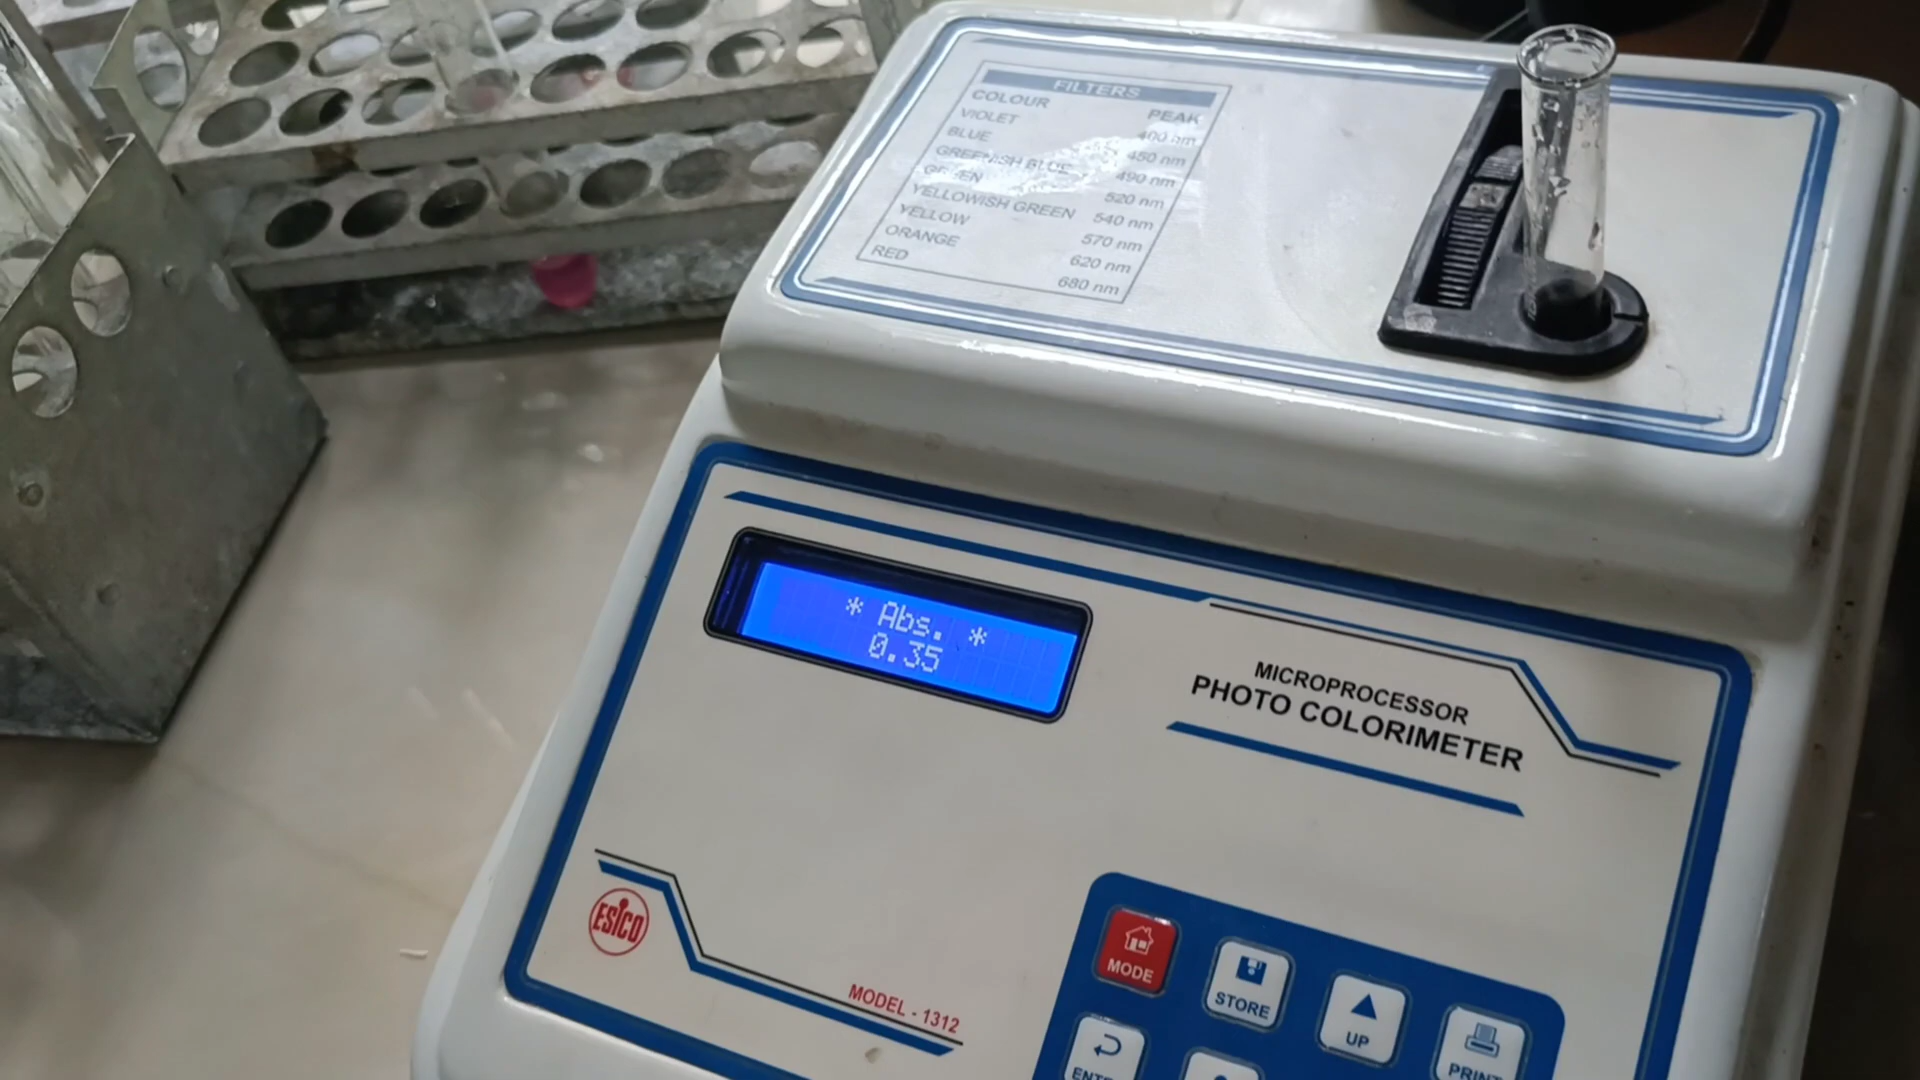 FILTERS
COLOUR PEAK
VIOLET 400 nm
BLUE 450 nm
GREENISH BLUE 490 nm
GREEN 520 nm
YELLOWISH GREEN 540 nm
YELLOW 570 nm
ORANGE 620 nm
RED 680 nm
* Abs. *
0.35
MICROPROCESSOR
PHOTO COLORIMETER
ESICO
MODEL - 1312
MODE
STORE
UP
PRINT